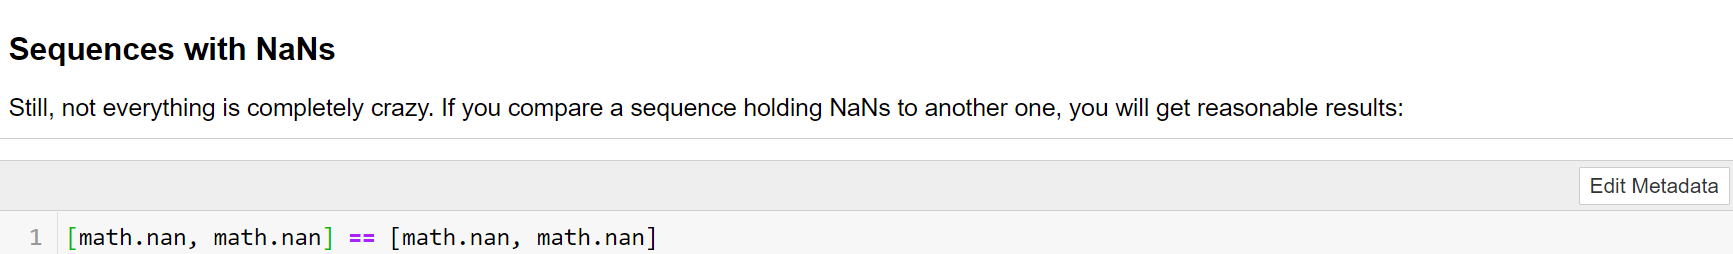 Sequences with NaNs
Still, not everything is completely crazy. If you compare a sequence holding NaNs to another one, you will get reasonable results:
Edit Metadata
1 [math.nan, math.nan] == [math.nan, math.nan]